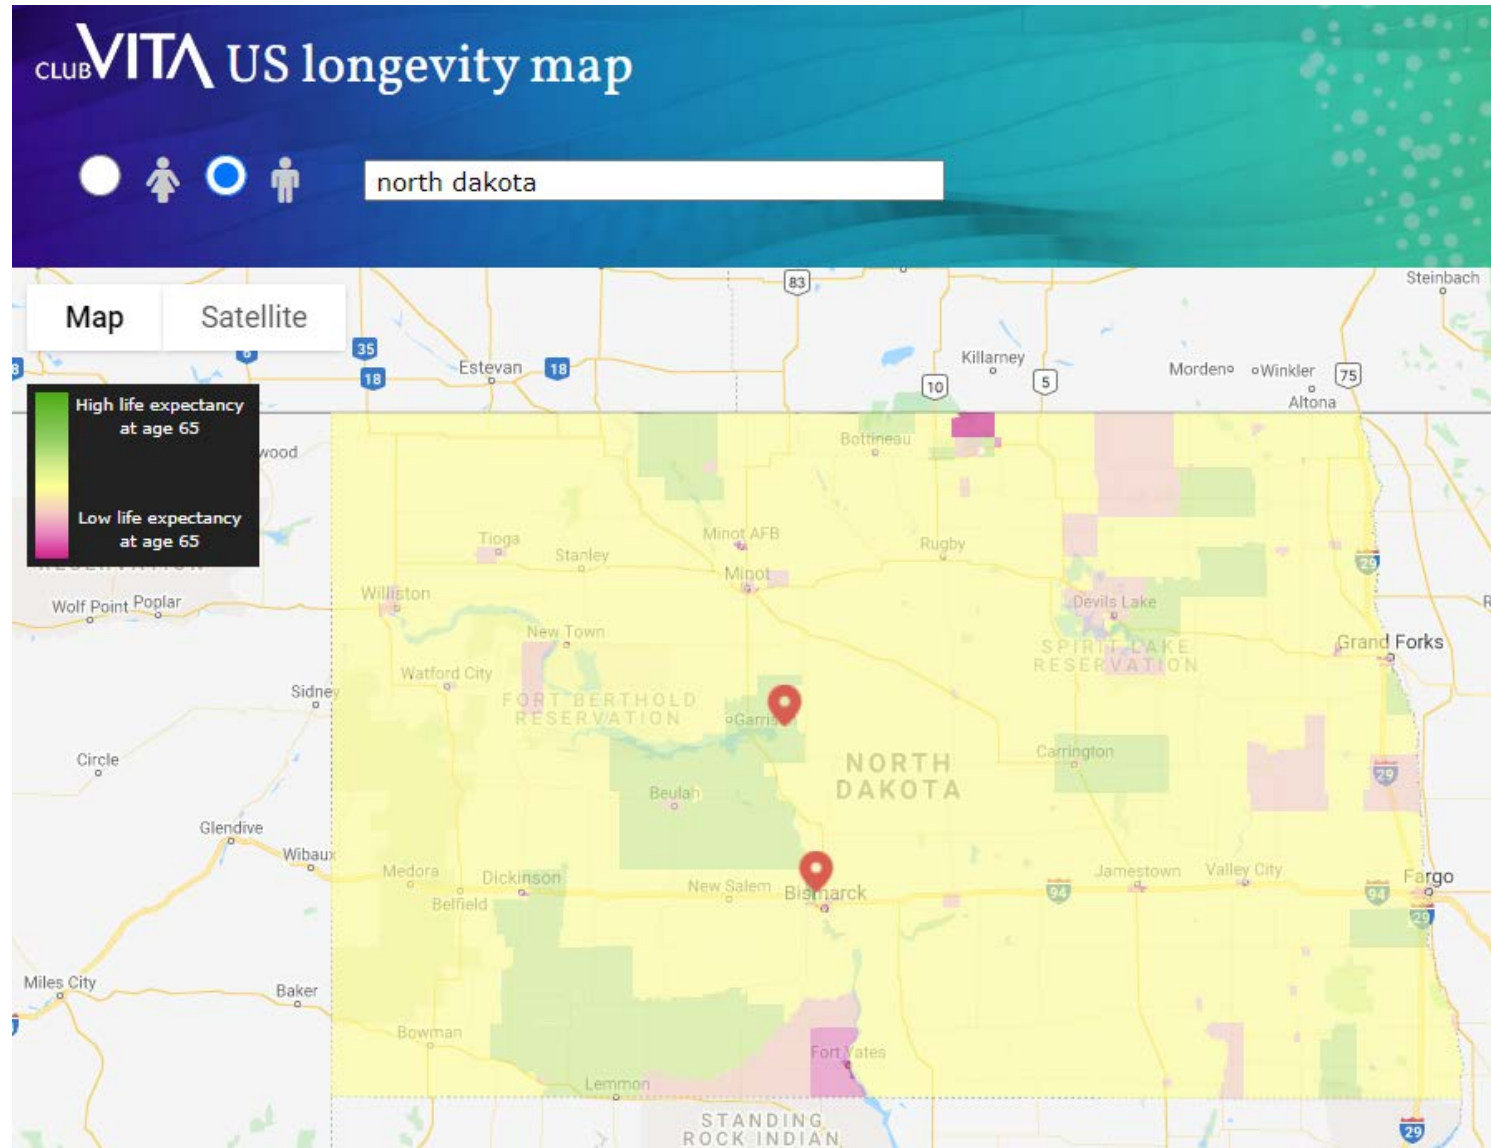 CLUB VITA US longevity map
north dakota
Map
Satellite
High life expectancy
at age 65
Low life expectancy
at age 65
83
Steinbach
35
18
Estevan
18
Killarney
10
5
Morden
Winkler
75
Altona
wood
Bottineau
Tioga
Stanley
Minot AFB
Minot
Rugby
29
RESERVATION
Wolf Point
Poplar
Williston
Devils Lake
New Town
SPIRIT LAKE
RESERVATION
Grand Forks
Watford City
Sidney
FORT BERTHOLD
RESERVATION
Garrison
Circle
NORTH
DAKOTA
Carrington
29
Beulah
Glendive
Wibaux
Medora
Dickinson
New Salem
Bismarck
Belfield
94
Jamestown
Valley City
94
Fargo
29
Miles City
Baker
Bowman
Fort Yates
Lemmon
STANDING
ROCK INDIAN
29